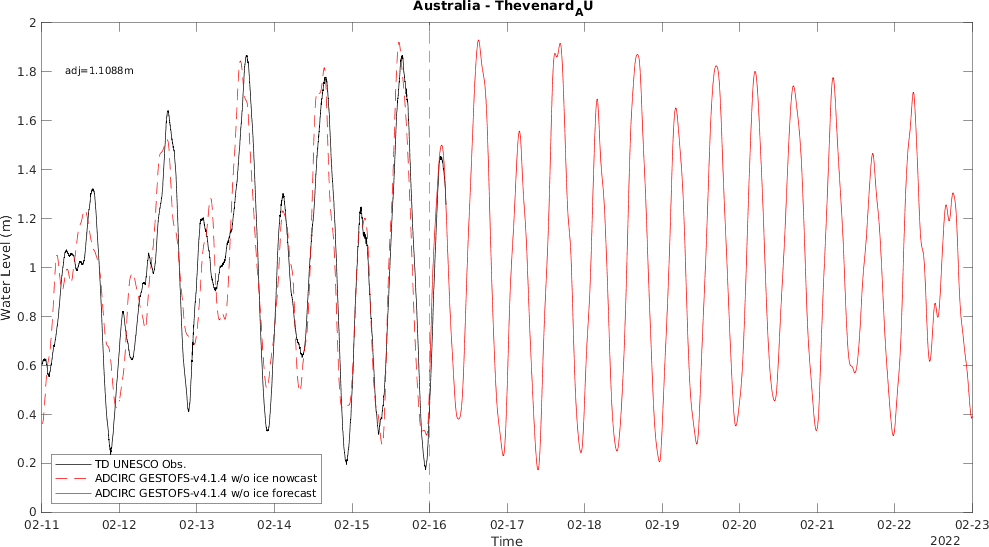 Australia - Thevenard_AU
adj=1.1088m
Water Level (m)
2
1.8
1.6
1.4
1.2
1
0.8
0.6
0.4
0.2
0
TD UNESCO Obs.
ADCIRC GESTOFS-v4.1.4 w/o ice nowcast
ADCIRC GESTOFS-v4.1.4 w/o ice forecast
02-11 02-12 02-13 02-14 02-15 02-16 02-17 02-18 02-19 02-20 02-21 02-22 02-23
Time
2022